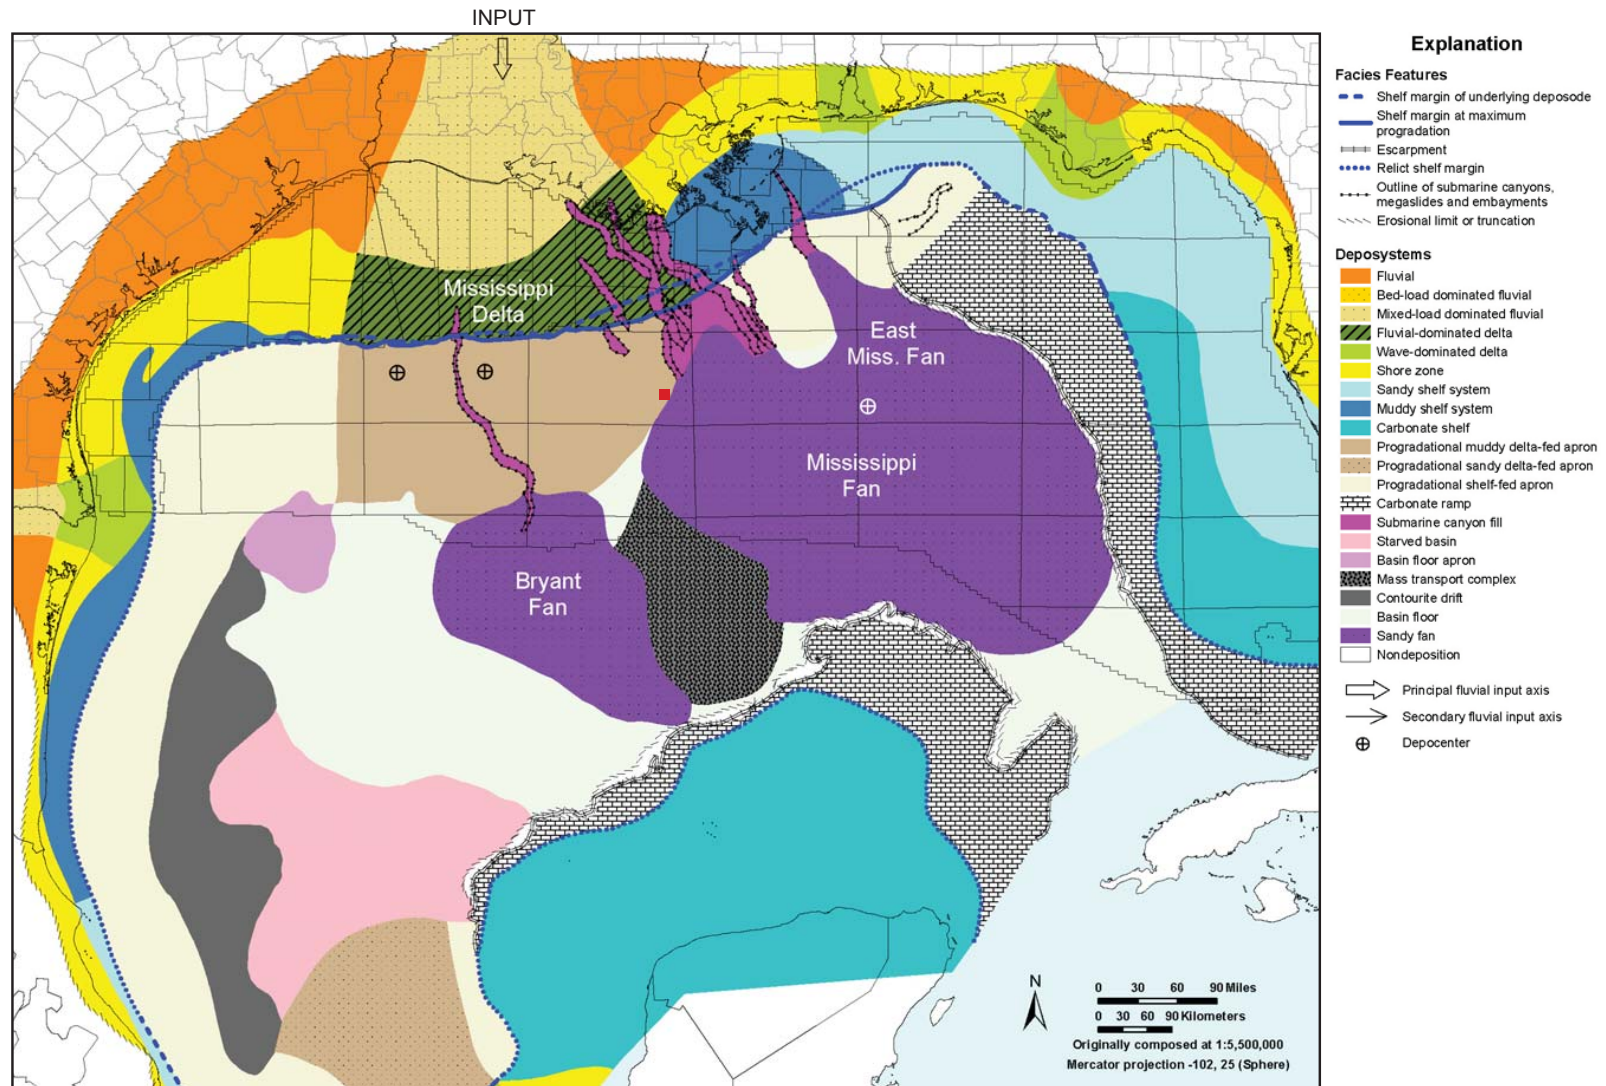 INPUT
Mississippi
Delta
East
Miss. Fan
Mississippi
Fan
Bryant
Fan
N
0 30 60 90 Miles
0 30 60 90 Kilometers
Originally composed at 1:5,500,000
Mercator projection -102, 25 (Sphere)
Explanation
Facies Features
Shelf margin of underlying deposode
Shelf margin at maximum
progradation
Escarpment
Relict shelf margin
Outline of submarine canyons,
megaslides and embayments
Erosional limit or truncation
Deposystems
Fluvial
Bed-load dominated fluvial
Mixed-load dominated fluvial
Fluvial-dominated delta
Wave-dominated delta
Shore zone
Sandy shelf system
Muddy shelf system
Carbonate shelf
Progradational muddy delta-fed apron
Progradational sandy delta-fed apron
Progradational shelf-fed apron
Carbonate ramp
Submarine canyon fill
Starved basin
Basin floor apron
Mass transport complex
Contourite drift
Basin floor
Sandy fan
Nondeposition
Principal fluvial input axis
Secondary fluvial input axis
Depocenter